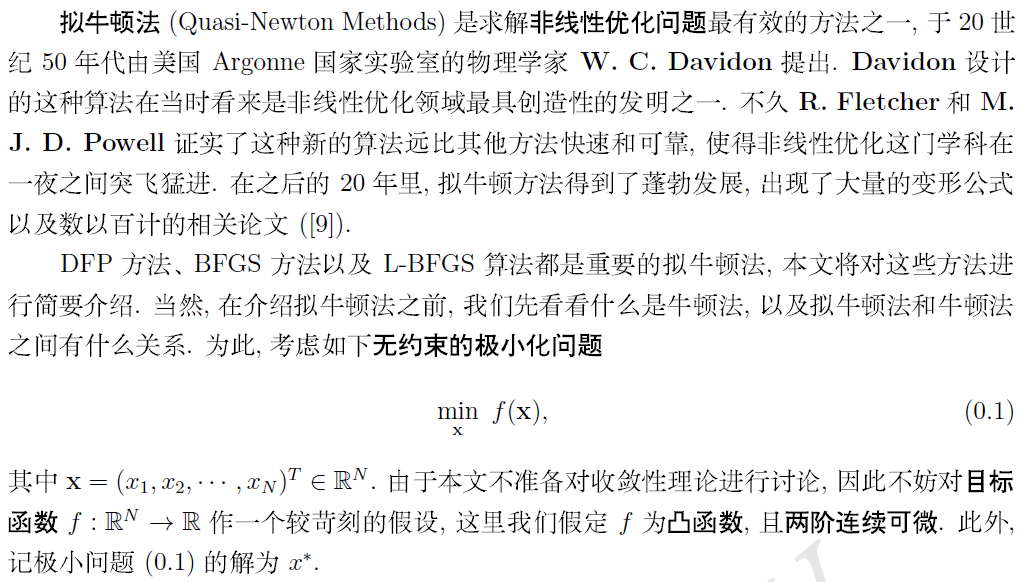 拟牛顿法 (Quasi-Newton Methods) 是求解非线性优化问题最有效的方法之一, 于 20 世
纪 50 年代由美国 Argonne 国家实验室的物理学家 W. C. Davidon 提出. Davidon 设计
的这种算法在当时看来是非线性优化领域最具创造性的发明之一. 不久 R. Fletcher 和 M.
J. D. Powell 证实了这种新的算法远比其他方法快速和可靠, 使得非线性优化这门学科在
一夜之间突飞猛进. 在之后的 20 年里, 拟牛顿方法得到了蓬勃发展, 出现了大量的变形公式
以及数以百计的相关论文 ([9]).
DFP 方法、BFGS 方法以及 L-BFGS 算法都是重要的拟牛顿法, 本文将对这些方法进
行简要介绍. 当然, 在介绍拟牛顿法之前, 我们先看看什么是牛顿法, 以及拟牛顿法和牛顿法
之间有什么关系. 为此, 考虑如下无约束的极小化问题
min f(x), (0.1)
x
其中 x = (x₁, x₂, ⋯ , x_N)^T ∈ ℝ^N. 由于本文不准备对收敛性理论进行讨论, 因此不妨对目标
函数 f : ℝ^N → ℝ 作一个较苛刻的假设, 这里我们假定 f 为凸函数, 且两阶连续可微. 此外,
记极小问题 (0.1) 的解为 x*.